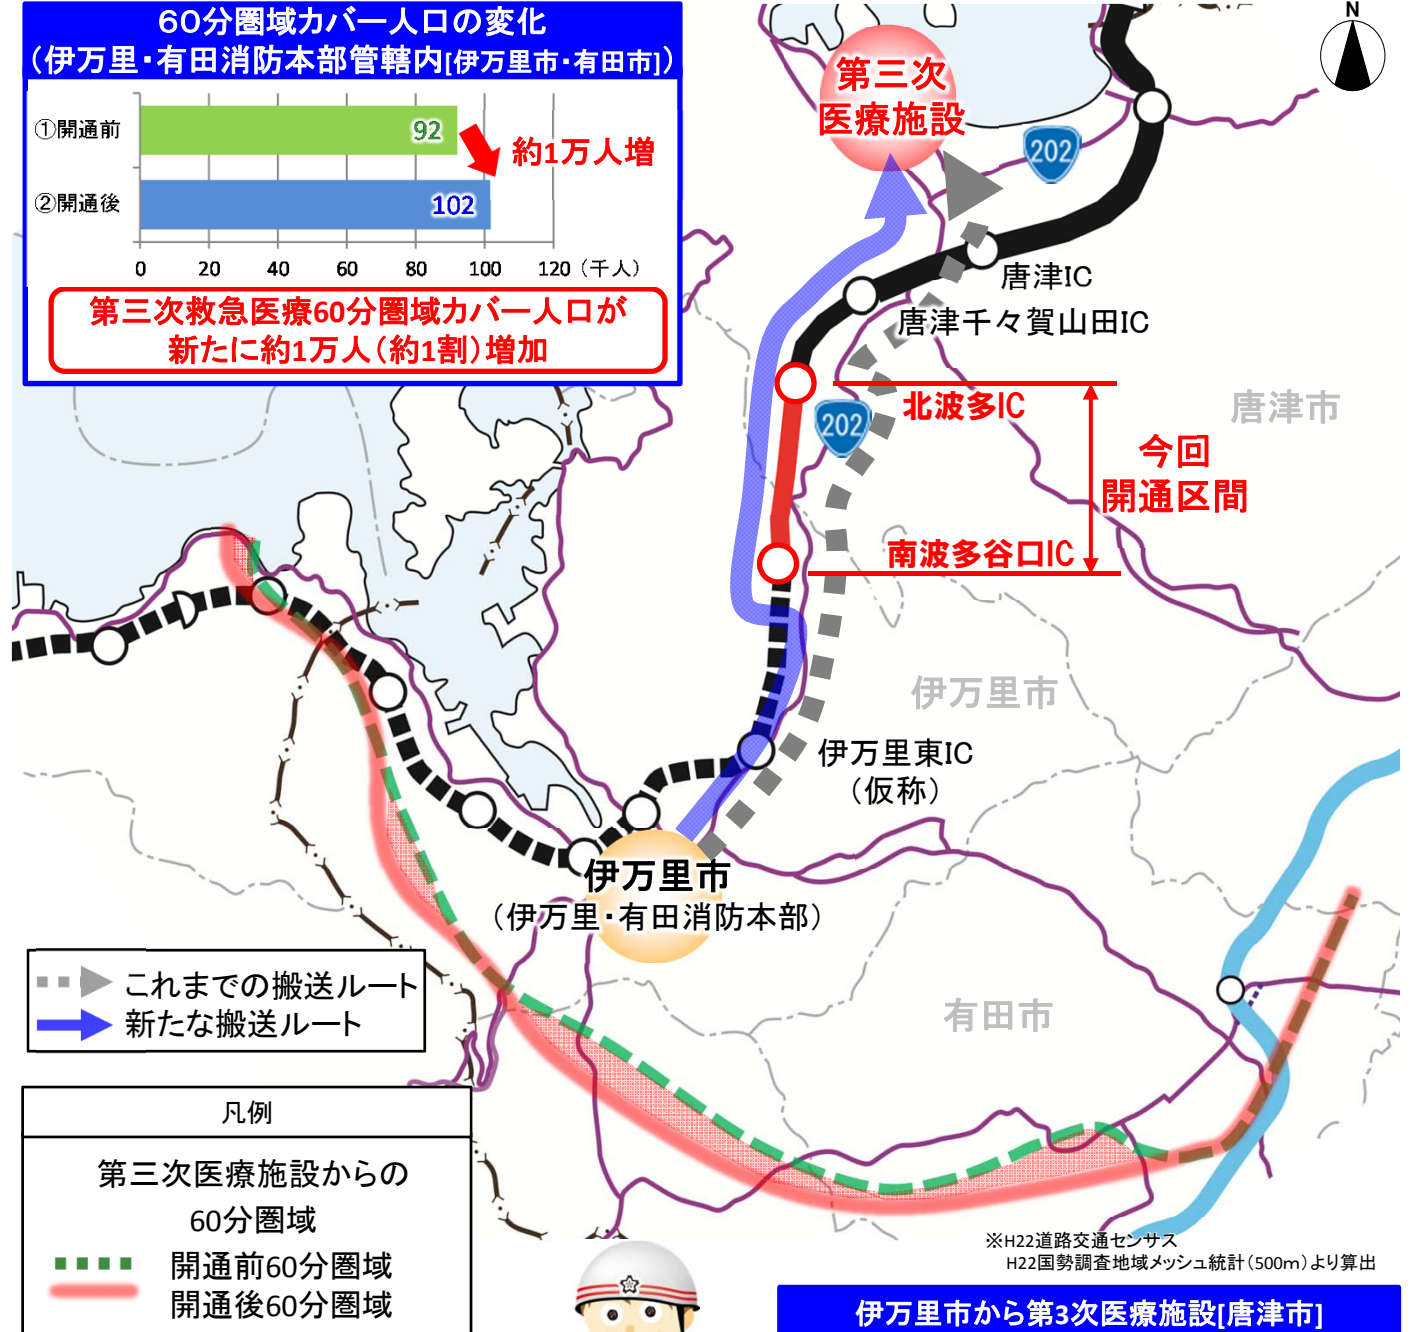 60分圏域カバー人口の変化
（伊万里・有田消防本部管轄内[伊万里市・有田市]）
①開通前
92
約1万人増
②開通後
102
0 20 40 60 80 100 120（千人）
第三次救急医療60分圏域カバー人口が
新たに約1万人（約1割）増加
N
第三次
医療施設
202
唐津IC
唐津千々賀山田IC
北波多IC
202
唐津市
今回
開通区間
南波多谷口IC
伊万里市
伊万里東IC
（仮称）
伊万里市
（伊万里・有田消防本部）
有田市
これまでの搬送ルート
新たな搬送ルート
凡例
第三次医療施設からの
60分圏域
開通前60分圏域
開通後60分圏域
※H22道路交通センサス
H22国勢調査地域メッシュ統計（500m）より算出
伊万里市から第3次医療施設[唐津市]